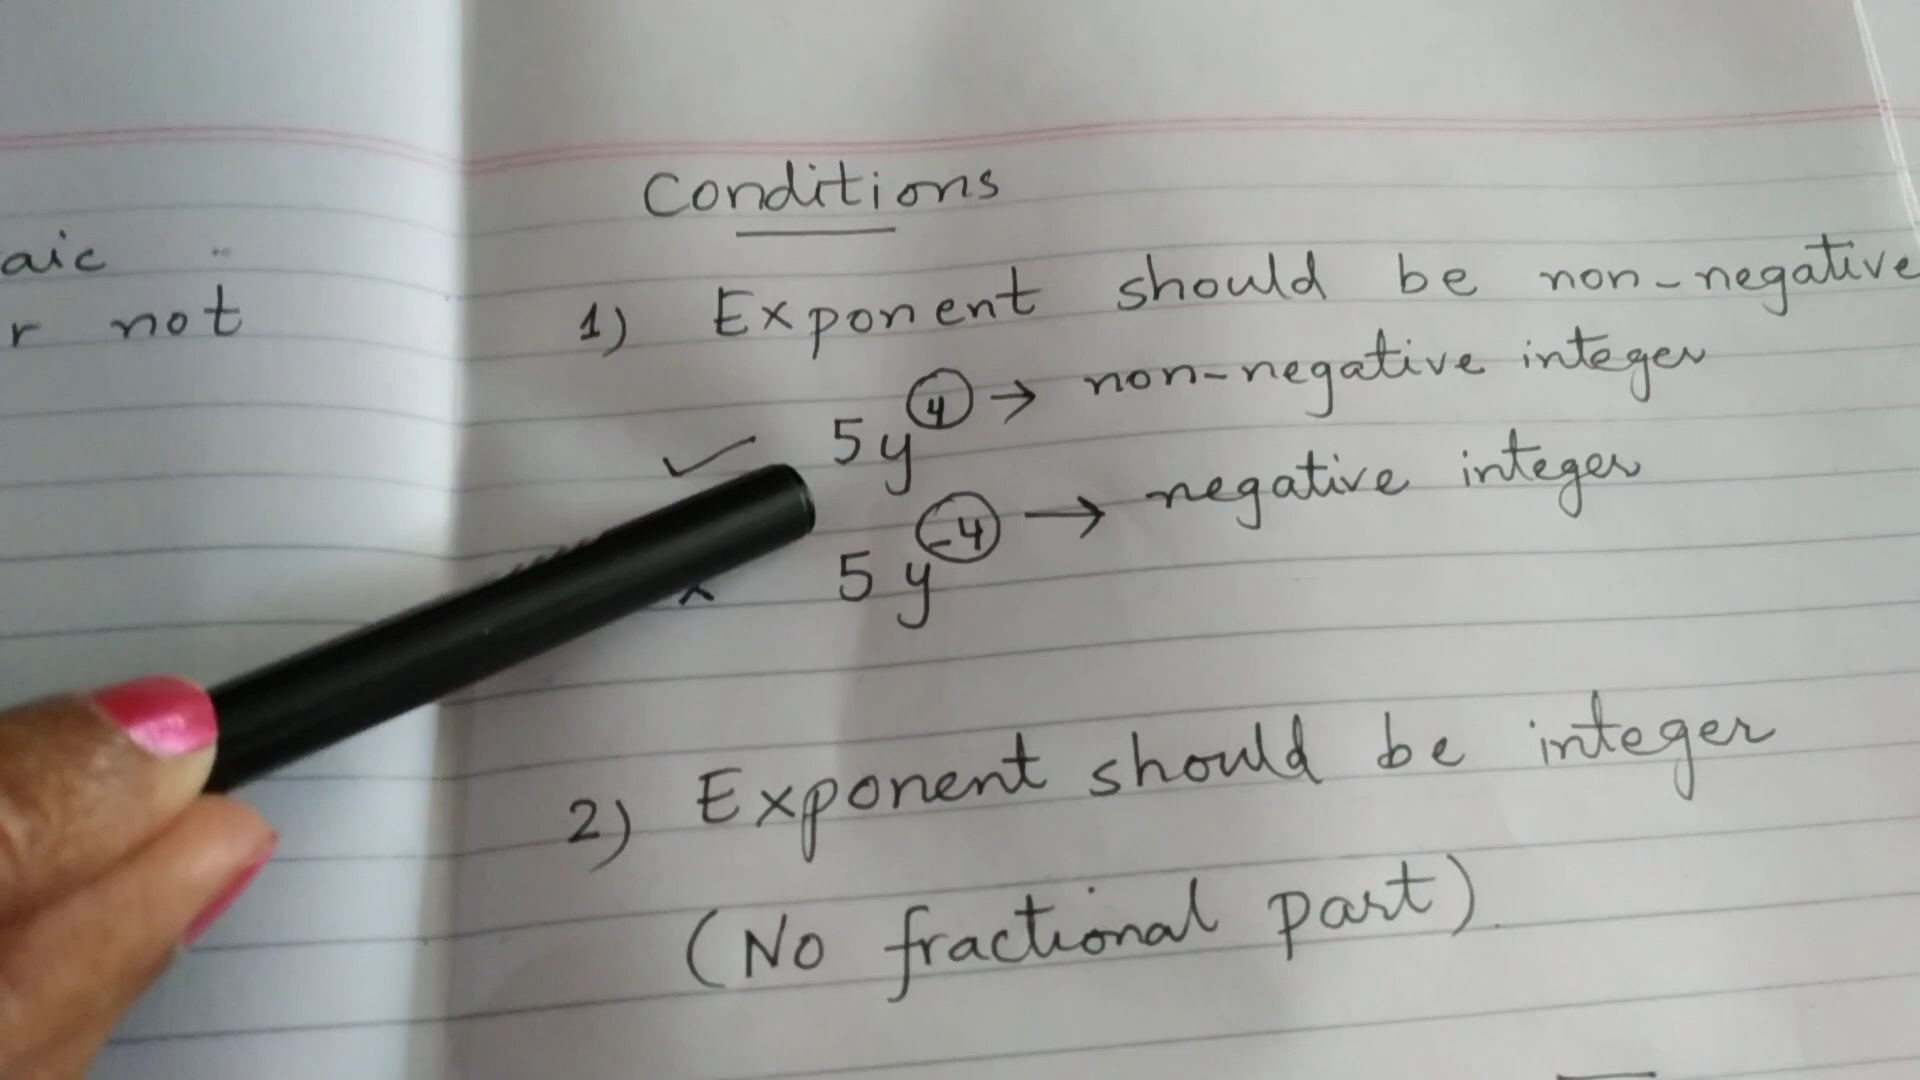 aic
r not
Conditions
1) Exponent should be non-negative
✓ 5y⁴ → non-negative integer
x 5y⁻⁴ → negative integer
2) Exponent should be integer
(No fractional part)